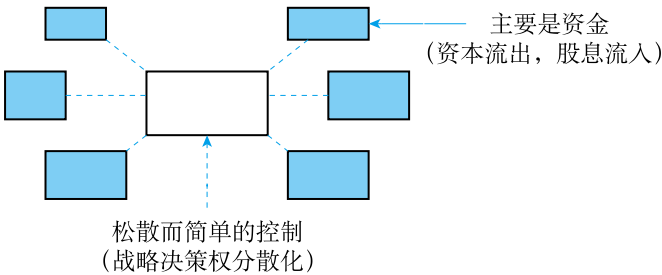 主要是资金
（资本流出，股息流入）
松散而简单的控制
（战略决策权分散化）